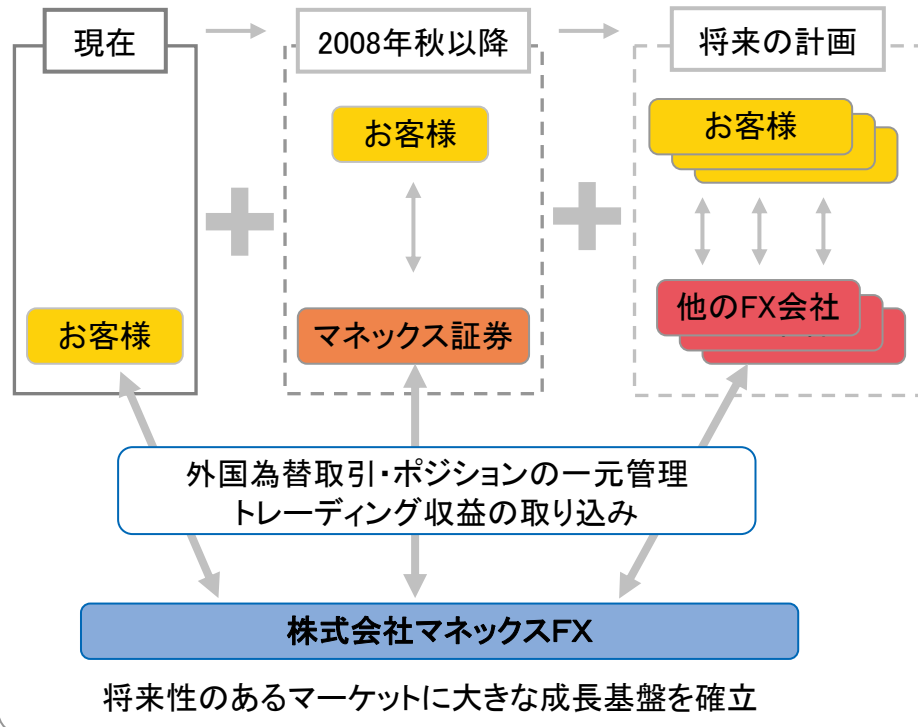 現在
2008年秋以降
将来の計画
お客様
お客様
お客様
マネックス証券
他のFX会社
外国為替取引・ポジションの一元管理
トレーディング収益の取り込み
株式会社マネックスFX
将来性のあるマーケットに大きな成長基盤を確立